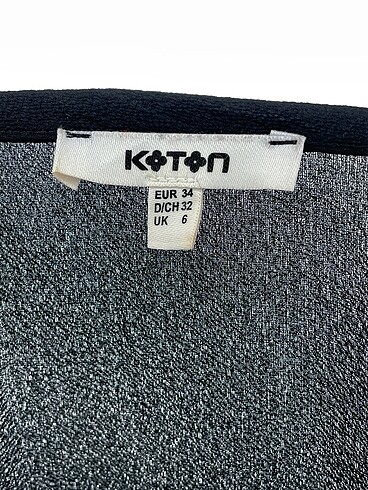 KOTON
EUR 34
D/CH 32
UK 6